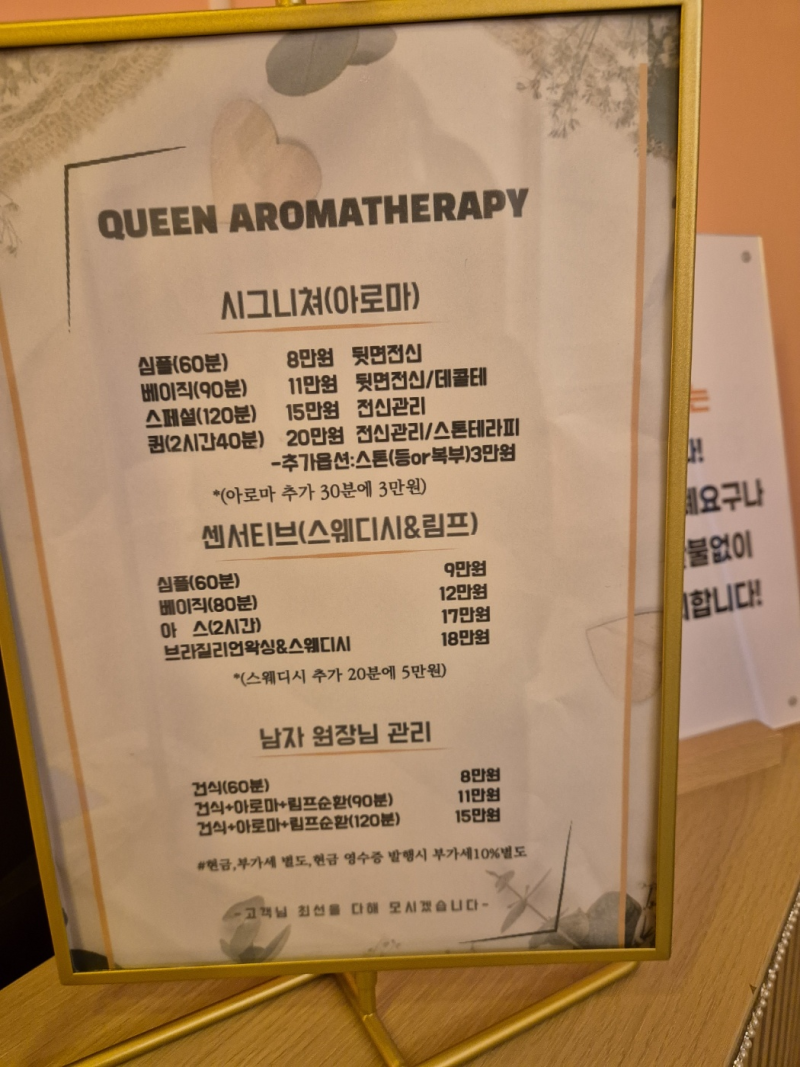 QUEEN AROMATHERAPY
시그니쳐(아로마)
심플(60분) 8만원 뒷면전신
베이직(90분) 11만원 뒷면전신/데콜테
스페셜(120분) 15만원 전신관리
퀸(2시간40분) 20만원 전신관리/스톤테라피
-추가옵션:스톤(등or복부)3만원
*(아로마 추가 30분에 3만원)
센서티브(스웨디시&림프)
심플(60분) 9만원
베이직(80분) 12만원
아 스(2시간) 17만원
브라질리언왁싱&스웨디시 18만원
*(스웨디시 추가 20분에 5만원)
남자 원장님 관리
건식(60분) 8만원
건식+아로마+림프순환(90분) 11만원
건식+아로마+림프순환(120분) 15만원
#현금,부가세 별도,현금 영수증 발행시 부가세10%별도
-고객님 최선을 다해 모시겠습니다-
는
다!
요구나
불없이
합니다!